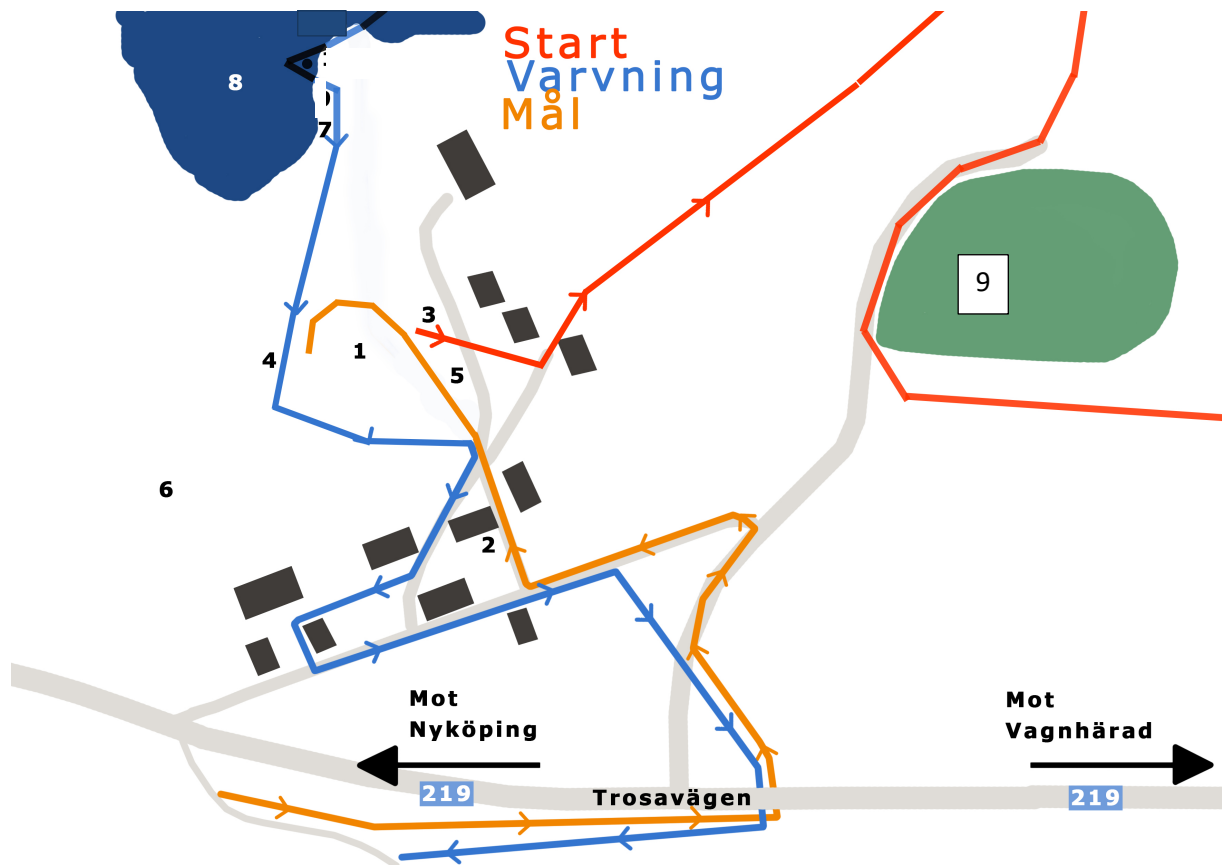 Start
Varvning
Mål
8
7
9
3
1
4
5
6
2
Mot
Nyköping
Mot
Vagnhärad
219
Trosavägen
219